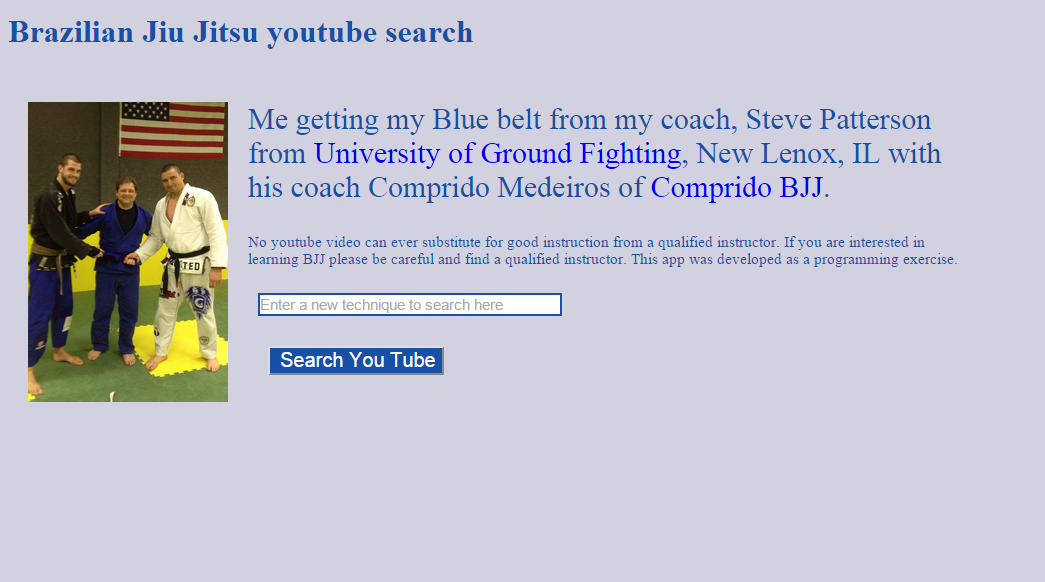 Brazilian Jiu Jitsu youtube search
Me getting my Blue belt from my coach, Steve Patterson
from University of Ground Fighting, New Lenox, IL with
his coach Comprido Medeiros of Comprido BJJ.
No youtube video can ever substitute for good instruction from a qualified instructor. If you are interested in
learning BJJ please be careful and find a qualified instructor. This app was developed as a programming exercise.
Enter a new technique to search here
Search You Tube